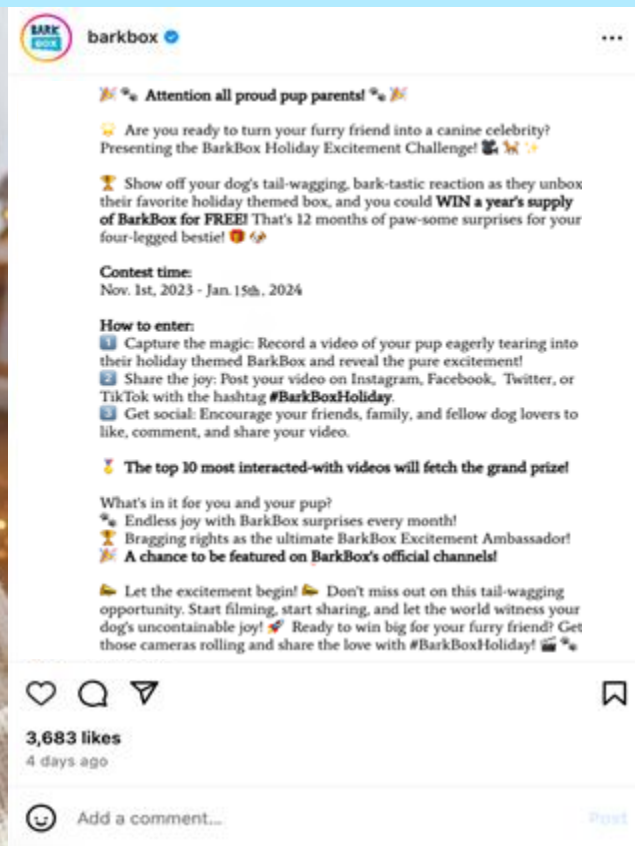 BARK
BOX
barkbox
🎉 🐾 Attention all proud pup parents! 🐾 🎉
🌟 Are you ready to turn your furry friend into a canine celebrity?
Presenting the BarkBox Holiday Excitement Challenge! 🎥 🐕 ✨
🏆 Show off your dog's tail-wagging, bark-tastic reaction as they unbox
their favorite holiday themed box, and you could WIN a year's supply
of BarkBox for FREE! That's 12 months of paw-some surprises for your
four-legged bestie! 🎁 🐶
Contest time:
Nov. 1st, 2023 - Jan. 15th, 2024
How to enter:
1️⃣ Capture the magic: Record a video of your pup eagerly tearing into
their holiday themed BarkBox and reveal the pure excitement!
2️⃣ Share the joy: Post your video on Instagram, Facebook, Twitter, or
TikTok with the hashtag #BarkBoxHoliday.
3️⃣ Get social: Encourage your friends, family, and fellow dog lovers to
like, comment, and share your video.
🏅 The top 10 most interacted-with videos will fetch the grand prize!
What's in it for you and your pup?
🐾 Endless joy with BarkBox surprises every month!
🏆 Bragging rights as the ultimate BarkBox Excitement Ambassador!
🎉 A chance to be featured on BarkBox's official channels!
📣 Let the excitement begin! 📣 Don't miss out on this tail-wagging
opportunity. Start filming, start sharing, and let the world witness your
dog's uncontainable joy! 🚀 Ready to win big for your furry friend? Get
those cameras rolling and share the love with #BarkBoxHoliday! 🎬 🐾
3,683 likes
4 days ago
Add a comment...
Post